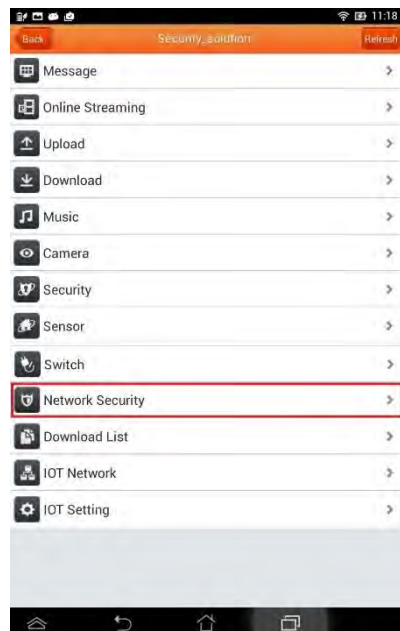 11:18
Back Security_solution Refresh
Message
Online Streaming
Upload
Download
Music
Camera
Security
Sensor
Switch
Network Security
Download List
IOT Network
IOT Setting